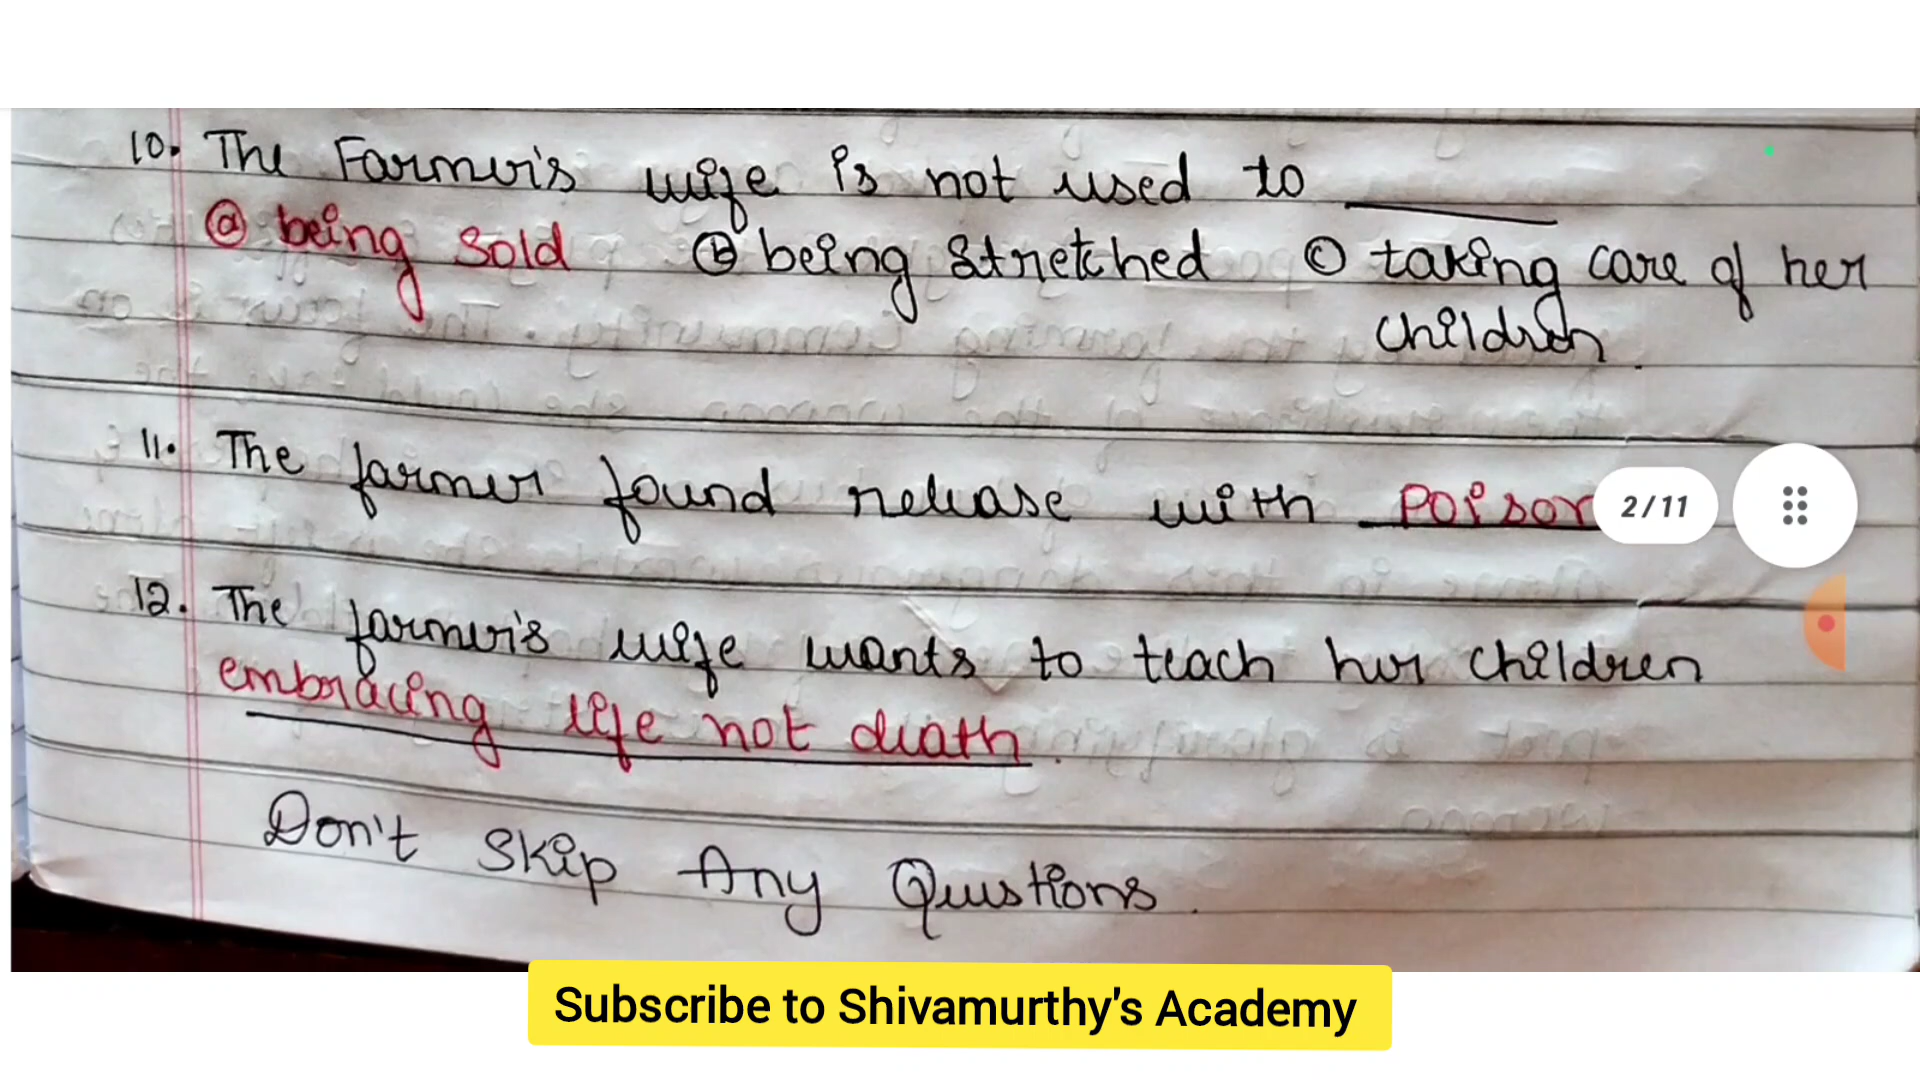 10. The Farmer's wife is not used to ______
ⓐ being sold ⓑ being stretched ⓒ taking care of her
children.
11. The farmer found release with Poison
2/11
12. The farmer's wife wants to teach her children
embracing life not death.
Don't Skip Any Questions.
Subscribe to Shivamurthy's Academy